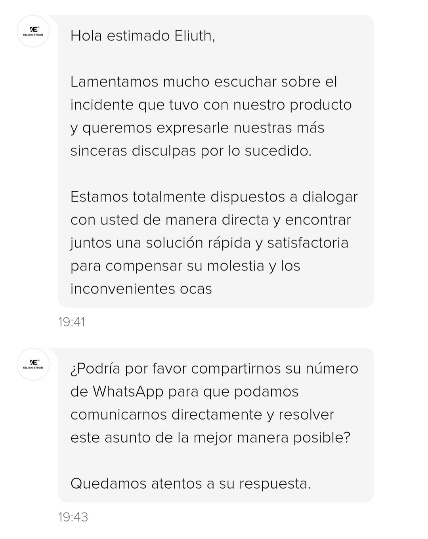 Hola estimado Eliuth,
Lamentamos mucho escuchar sobre el
incidente que tuvo con nuestro producto
y queremos expresarle nuestras más
sinceras disculpas por lo sucedido.
Estamos totalmente dispuestos a dialogar
con usted de manera directa y encontrar
juntos una solución rápida y satisfactoria
para compensar su molestia y los
inconvenientes ocas
19:41
¿Podría por favor compartirnos su número
de WhatsApp para que podamos
comunicarnos directamente y resolver
este asunto de la mejor manera posible?
Quedamos atentos a su respuesta.
19:43